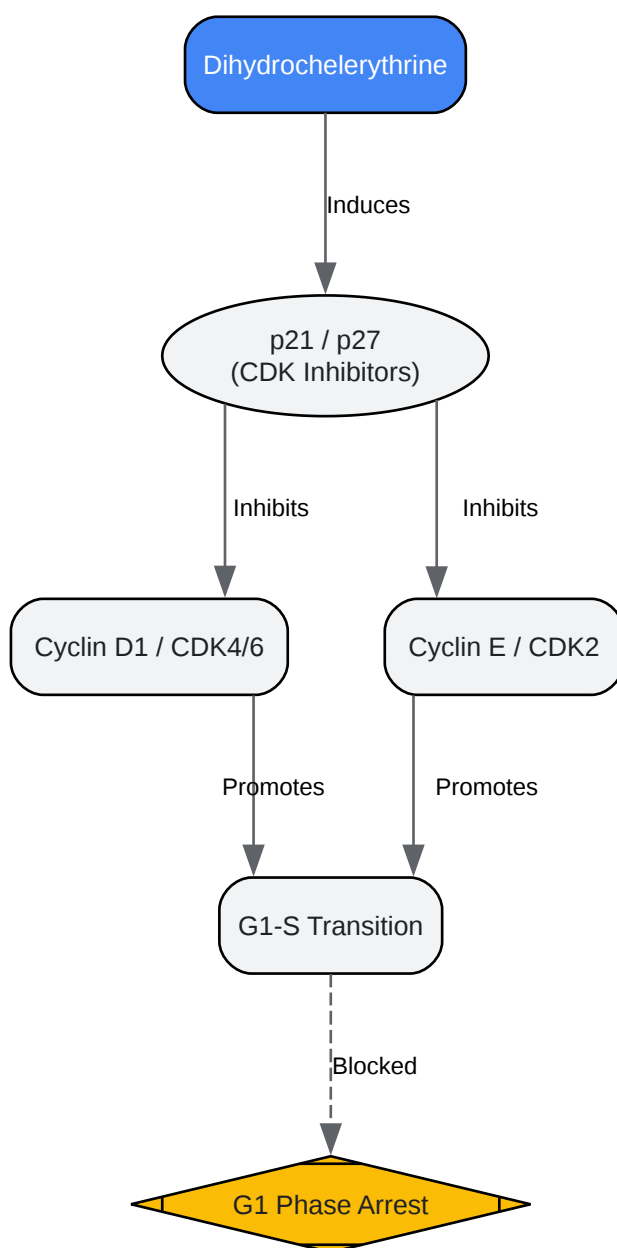 Dihydrochelerythrine
Induces
p21 / p27
(CDK Inhibitors)
Inhibits
Inhibits
Cyclin D1 / CDK4/6
Cyclin E / CDK2
Promotes
Promotes
G1-S Transition
Blocked
G1 Phase Arrest